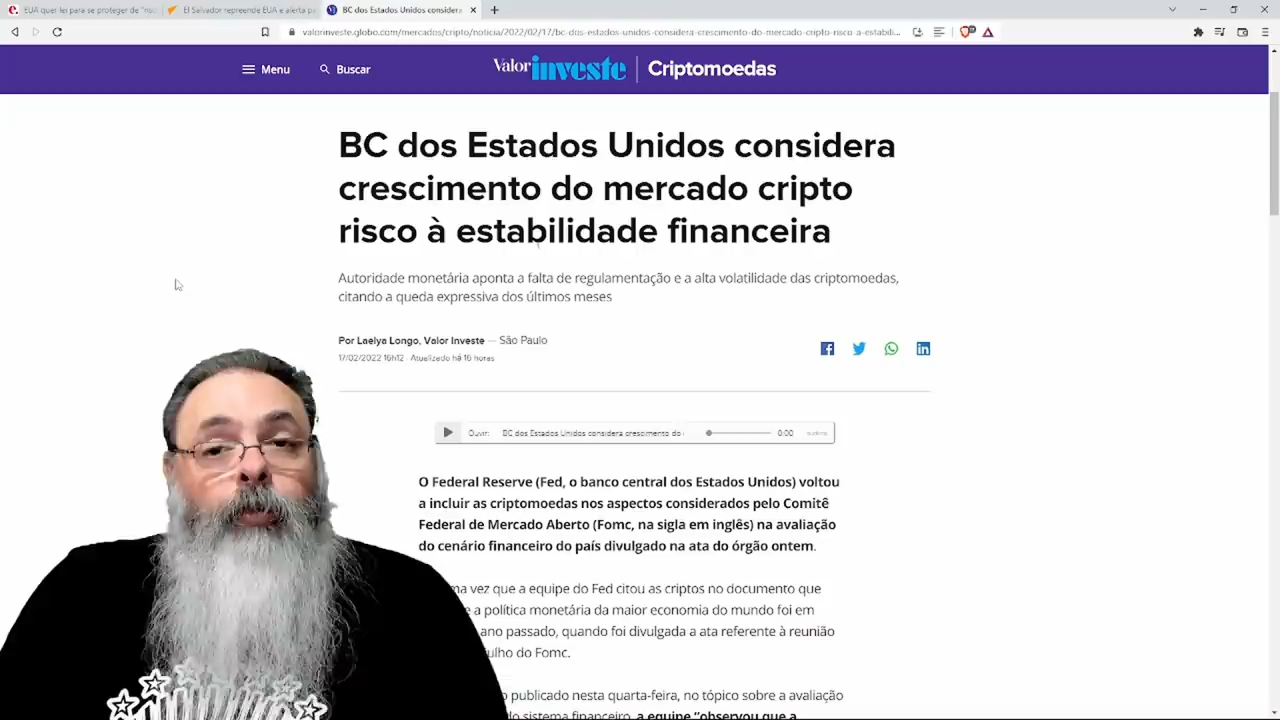 EUA quer lei para se proteger de "risc
El Salvador repreende EUA e alerta pa
BC dos Estados Unidos considera
valorinveste.globo.com/mercados/cripto/noticia/2022/02/17/bc-dos-estados-unidos-considera-crescimento-do-mercado-cripto-risco-a-estabili...
Menu
Buscar
Valor investe
Criptomoedas
BC dos Estados Unidos considera
crescimento do mercado cripto
risco à estabilidade financeira
Autoridade monetária aponta a falta de regulamentação e a alta volatilidade das criptomoedas,
citando a queda expressiva dos últimos meses
Por Laelya Longo, Valor Investe — São Paulo
17/02/2022 16h12 · Atualizado há 16 horas
Ouvir: BC dos Estados Unidos considera crescimento do 0:00
O Federal Reserve (Fed, o banco central dos Estados Unidos) voltou
a incluir as criptomoedas nos aspectos considerados pelo Comitê
Federal de Mercado Aberto (Fomc, na sigla em inglês) na avaliação
do cenário financeiro do país divulgado na ata do órgão ontem.
ma vez que a equipe do Fed citou as criptos no documento que
e a política monetária da maior economia do mundo foi em
ano passado, quando foi divulgada a ata referente à reunião
ulho do Fomc.
o publicado nesta quarta-feira, no tópico sobre a avaliação
do sistema financeiro, a equipe "observou que a